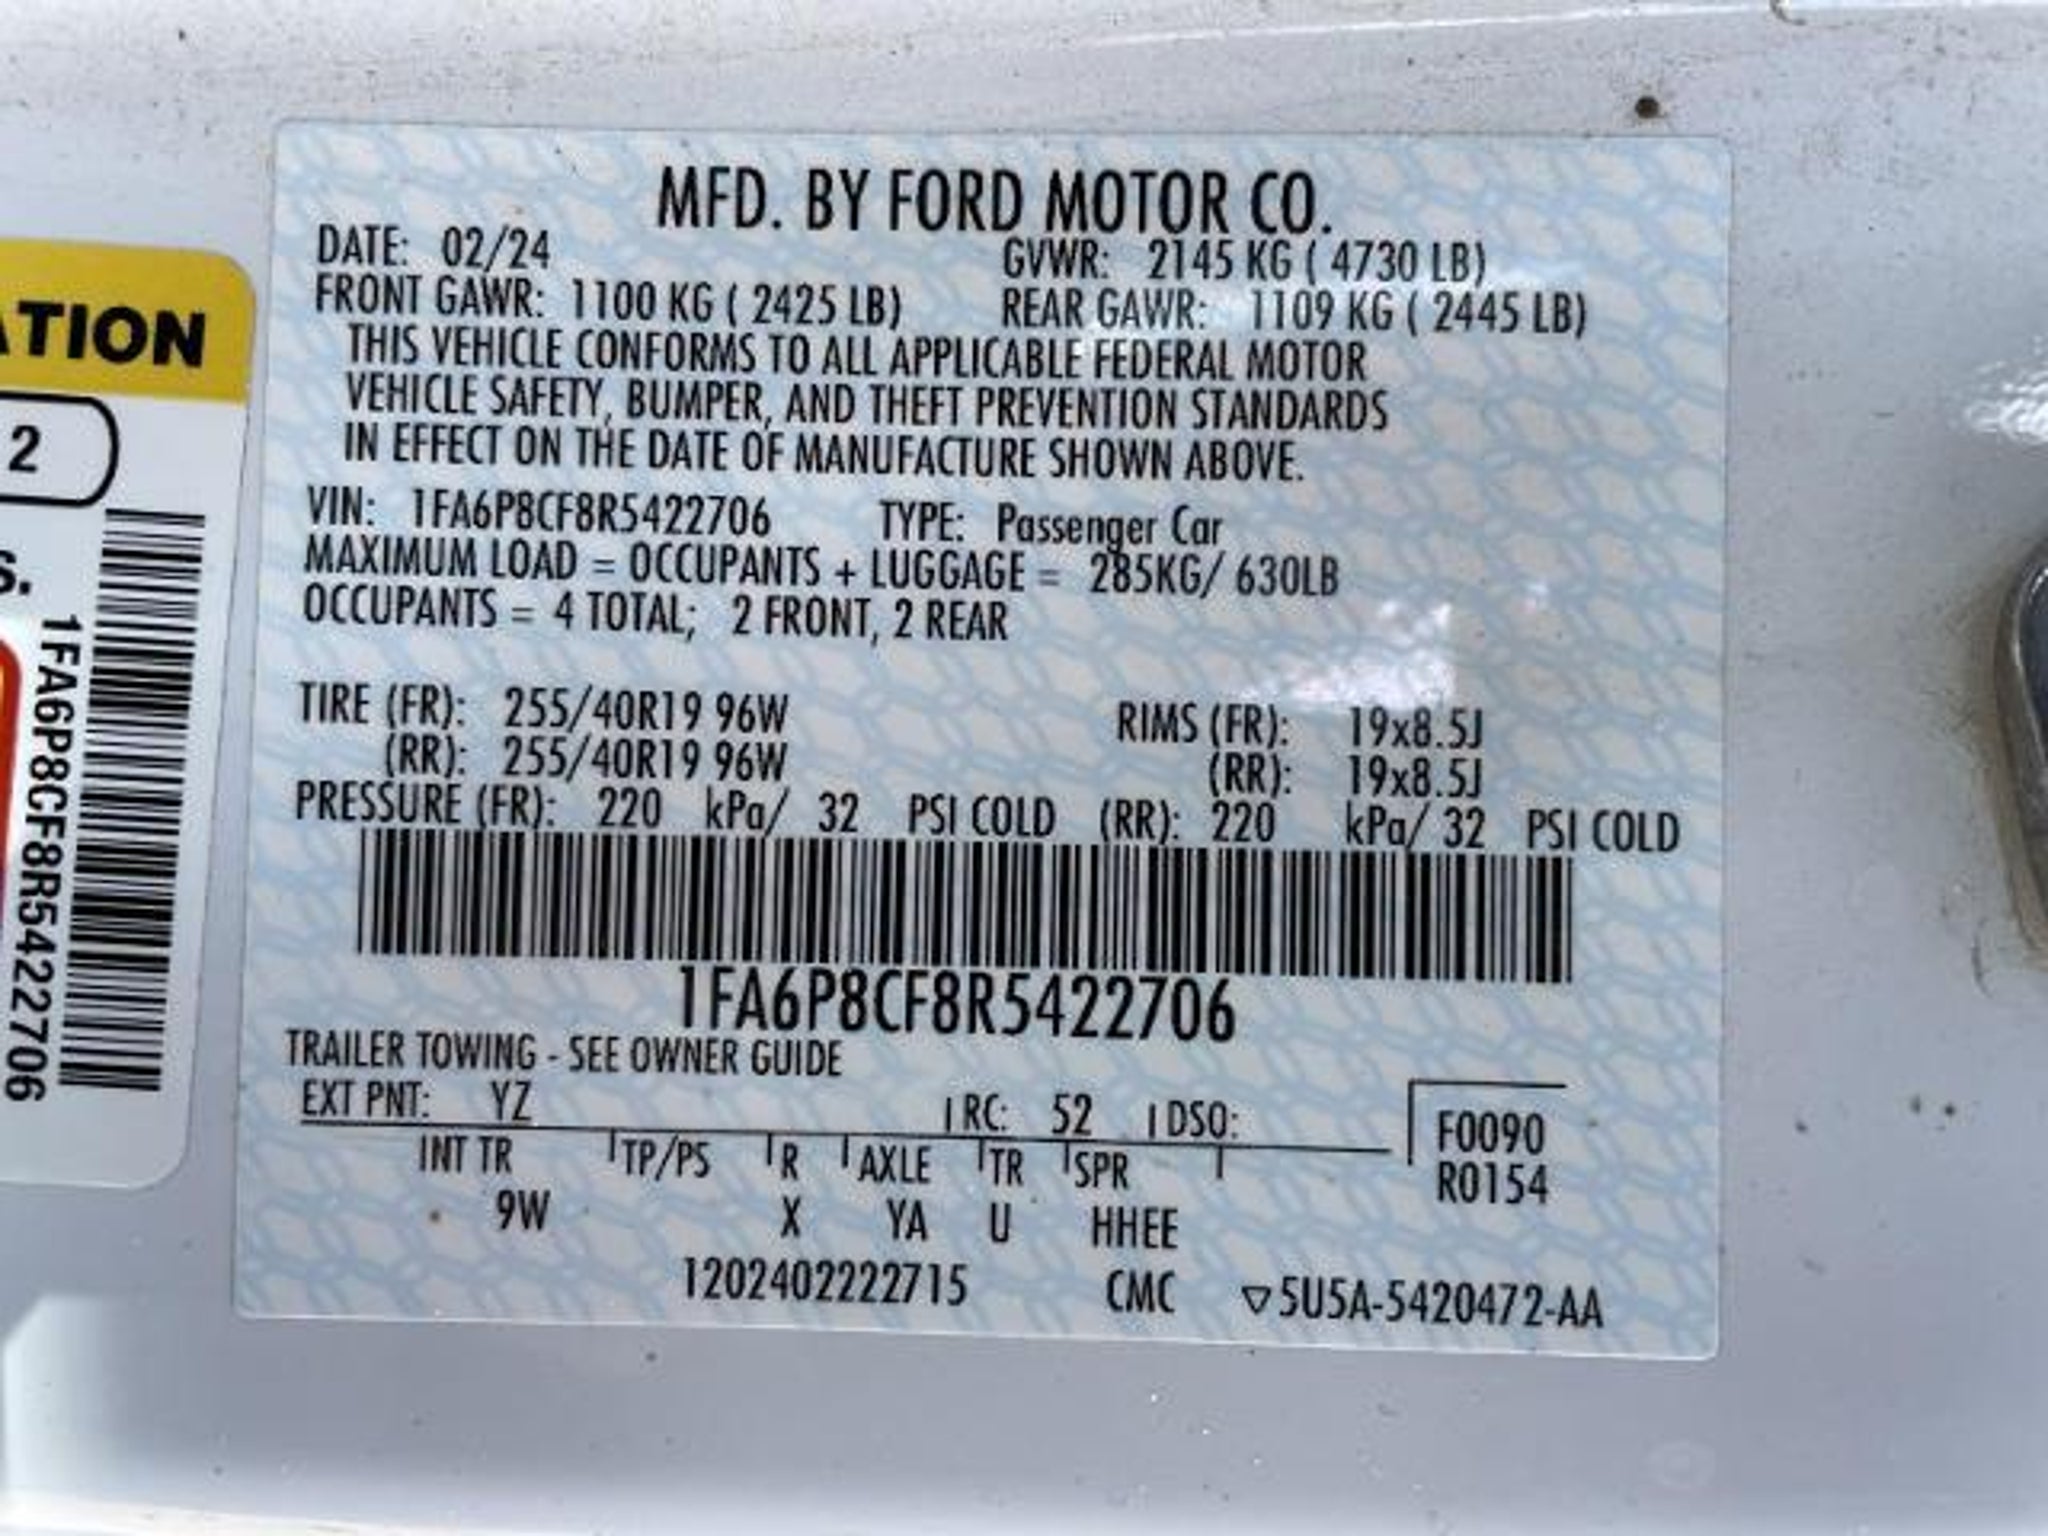 MFD. BY FORD MOTOR CO.
DATE: 02/24 GVWR: 2145 KG ( 4730 LB)
FRONT GAWR: 1100 KG ( 2425 LB) REAR GAWR: 1109 KG ( 2445 LB)
THIS VEHICLE CONFORMS TO ALL APPLICABLE FEDERAL MOTOR
VEHICLE SAFETY, BUMPER, AND THEFT PREVENTION STANDARDS
IN EFFECT ON THE DATE OF MANUFACTURE SHOWN ABOVE.
VIN: 1FA6P8CF8R5422706 TYPE: Passenger Car
MAXIMUM LOAD = OCCUPANTS + LUGGAGE = 285KG/ 630LB
OCCUPANTS = 4 TOTAL; 2 FRONT, 2 REAR
TIRE (FR): 255/40R19 96W RIMS (FR): 19x8.5J
(RR): 255/40R19 96W (RR): 19x8.5J
PRESSURE (FR): 220 kPa/ 32 PSI COLD (RR): 220 kPa/ 32 PSI COLD
1FA6P8CF8R5422706
TRAILER TOWING - SEE OWNER GUIDE
EXT PNT: YZ RC: 52 DSO: F0090
INT TR TP/PS R AXLE TR SPR R0154
9W X YA U HHEE
1202402222715 CMC ▽5U5A-5420472-AA
ATION
2
S.
1FA6P8CF8R5422706